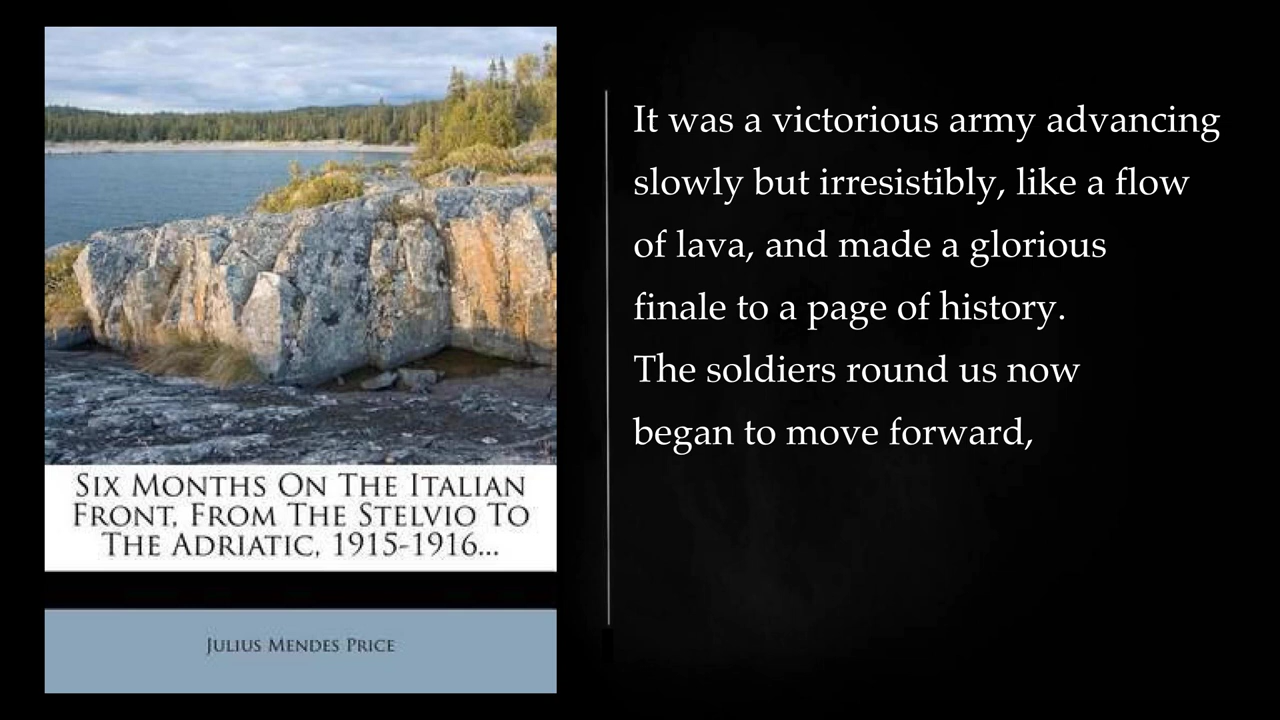 Six Months On The Italian
Front, From The Stelvio To
The Adriatic, 1915-1916...
Julius Mendes Price
It was a victorious army advancing
slowly but irresistibly, like a flow
of lava, and made a glorious
finale to a page of history.
The soldiers round us now
began to move forward,